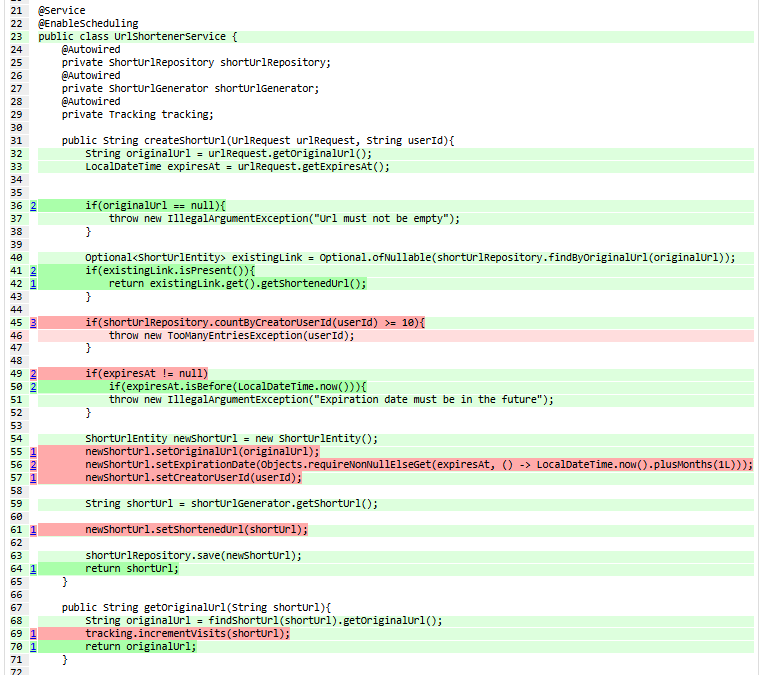 21 @Service
22 @EnableScheduling
23 public class UrlShortenerService {
24 @Autowired
25 private ShortUrlRepository shortUrlRepository;
26 @Autowired
27 private ShortUrlGenerator shortUrlGenerator;
28 @Autowired
29 private Tracking tracking;
30
31 public String createShortUrl(UrlRequest urlRequest, String userId){
32 String originalUrl = urlRequest.getOriginalUrl();
33 LocalDateTime expiresAt = urlRequest.getExpiresAt();
34
35
36 2 if(originalUrl == null){
37 throw new IllegalArgumentException("Url must not be empty");
38 }
39
40 Optional<ShortUrlEntity> existingLink = Optional.ofNullable(shortUrlRepository.findByOriginalUrl(originalUrl));
41 2 if(existingLink.isPresent()){
42 1 return existingLink.get().getShortenedUrl();
43 }
44
45 3 if(shortUrlRepository.countByCreatorUserId(userId) >= 10){
46 throw new TooManyEntriesException(userId);
47 }
48
49 2 if(expiresAt != null)
50 2 if(expiresAt.isBefore(LocalDateTime.now())){
51 throw new IllegalArgumentException("Expiration date must be in the future");
52 }
53
54 ShortUrlEntity newShortUrl = new ShortUrlEntity();
55 1 newShortUrl.setOriginalUrl(originalUrl);
56 2 newShortUrl.setExpirationDate(Objects.requireNonNullElseGet(expiresAt, () -> LocalDateTime.now().plusMonths(1L)));
57 1 newShortUrl.setCreatorUserId(userId);
58
59 String shortUrl = shortUrlGenerator.getShortUrl();
60
61 1 newShortUrl.setShortenedUrl(shortUrl);
62
63 shortUrlRepository.save(newShortUrl);
64 1 return shortUrl;
65 }
66
67 public String getOriginalUrl(String shortUrl){
68 String originalUrl = findShortUrl(shortUrl).getOriginalUrl();
69 1 tracking.incrementVisits(shortUrl);
70 1 return originalUrl;
71 }
72